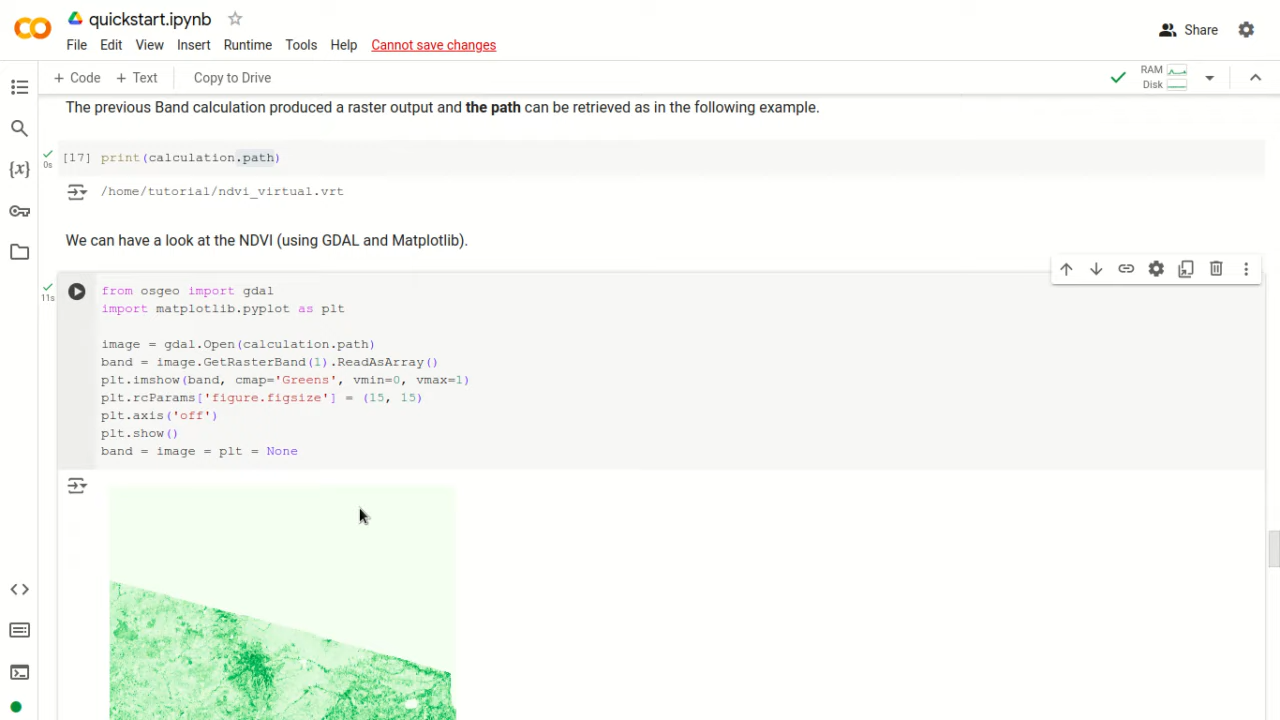 quickstart.ipynb
File Edit View Insert Runtime Tools Help Cannot save changes
Share
+ Code + Text Copy to Drive
RAM
Disk
The previous Band calculation produced a raster output and the path can be retrieved as in the following example.
[17] print(calculation.path)
0s
/home/tutorial/ndvi_virtual.vrt
We can have a look at the NDVI (using GDAL and Matplotlib).
11s
from osgeo import gdal
import matplotlib.pyplot as plt
image = gdal.Open(calculation.path)
band = image.GetRasterBand(1).ReadAsArray()
plt.imshow(band, cmap='Greens', vmin=0, vmax=1)
plt.rcParams['figure.figsize'] = (15, 15)
plt.axis('off')
plt.show()
band = image = plt = None